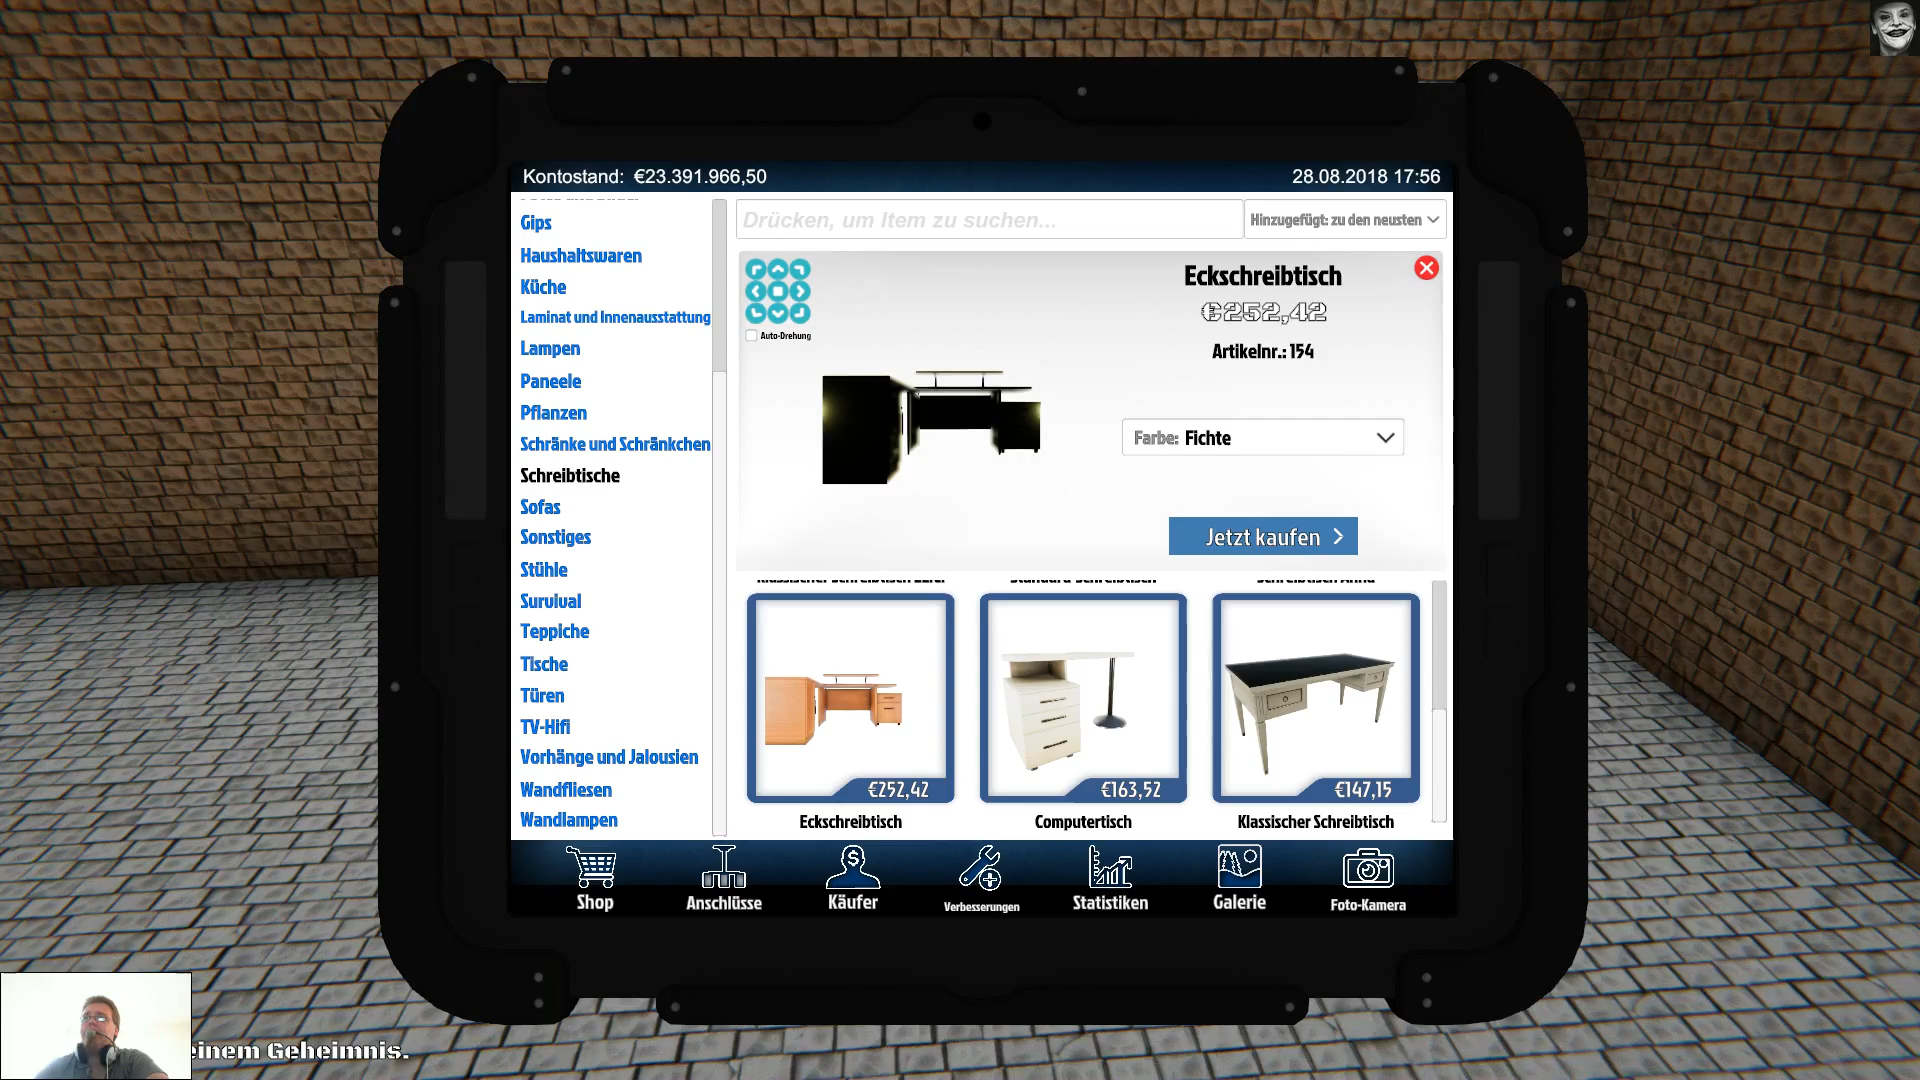 Kontostand: €23.391.966,50
28.08.2018 17:56
Gips
Haushaltswaren
Küche
Laminat und Innenausstattung
Lampen
Paneele
Pflanzen
Schränke und Schränkchen
Schreibtische
Sofas
Sonstiges
Stühle
Survival
Teppiche
Tische
Türen
TV-Hifi
Vorhänge und Jalousien
Wandfliesen
Wandlampen
Drücken, um Item zu suchen...
Hinzugefügt: zu den neusten
Auto-Drehung
Eckschreibtisch
€252,42
Artikelnr.: 154
Farbe: Fichte
Jetzt kaufen
€252,42
€163,52
€147,15
Eckschreibtisch
Computertisch
Klassischer Schreibtisch
Shop
Anschlüsse
Käufer
Verbesserungen
Statistiken
Galerie
Foto-Kamera
einem Geheimnis.